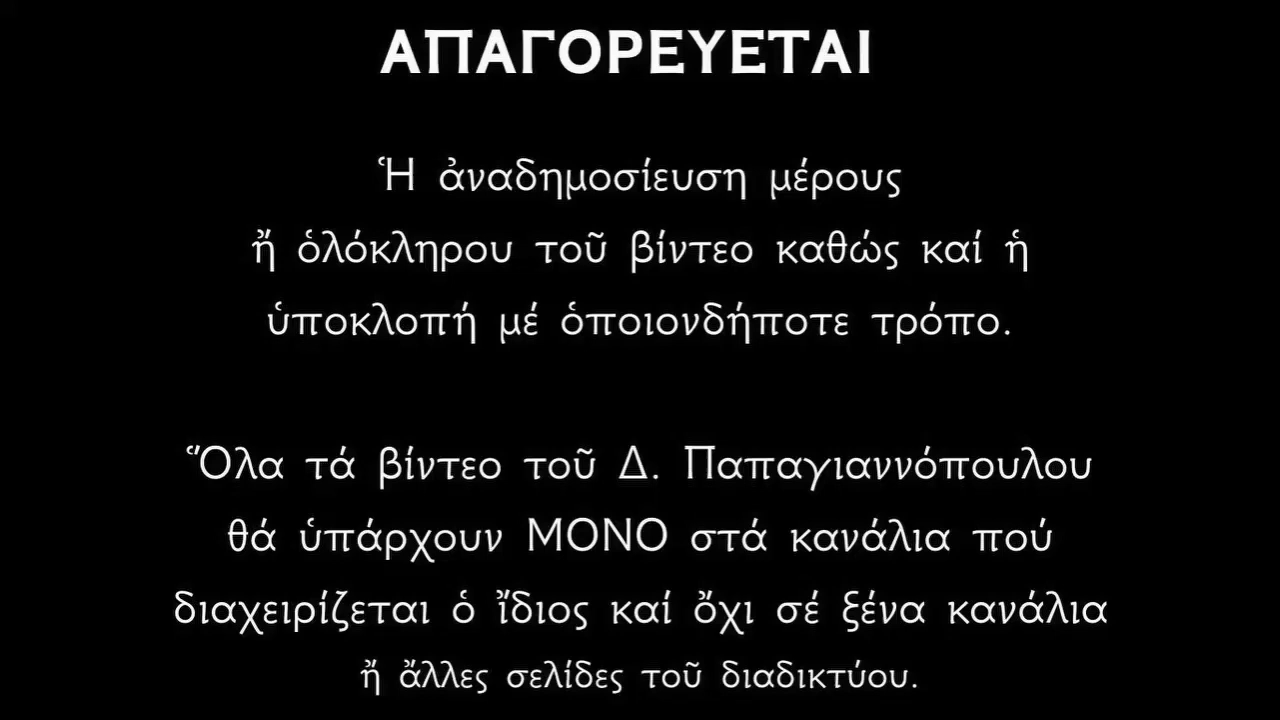 ΑΠΑΓΟΡΕΥΕΤΑΙ
Ἡ ἀναδημοσίευση μέρους
ἤ ὁλόκληρου τοῦ βίντεο καθώς καί ἡ
ὑποκλοπή μέ ὁποιονδήποτε τρόπο.
Ὅλα τά βίντεο τοῦ Δ. Παπαγιαννόπουλου
θά ὑπάρχουν ΜΟΝΟ στά κανάλια πού
διαχειρίζεται ὁ ἴδιος καί ὄχι σέ ξένα κανάλια
ἤ ἄλλες σελίδες τοῦ διαδικτύου.